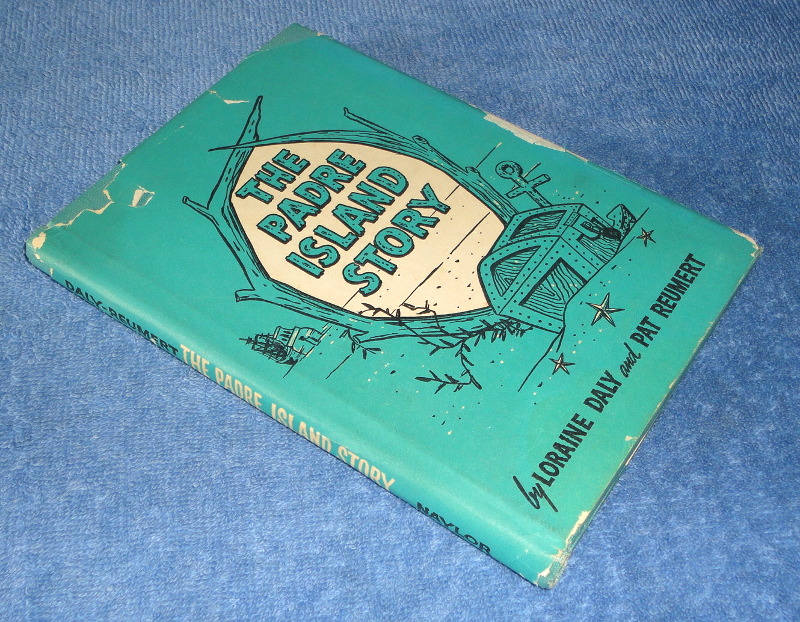 THE
PADRE
ISLAND
STORY
by LORAINE DALY and PAT REUMERT
DALY-REUMERT THE PADRE ISLAND STORY NAYLOR